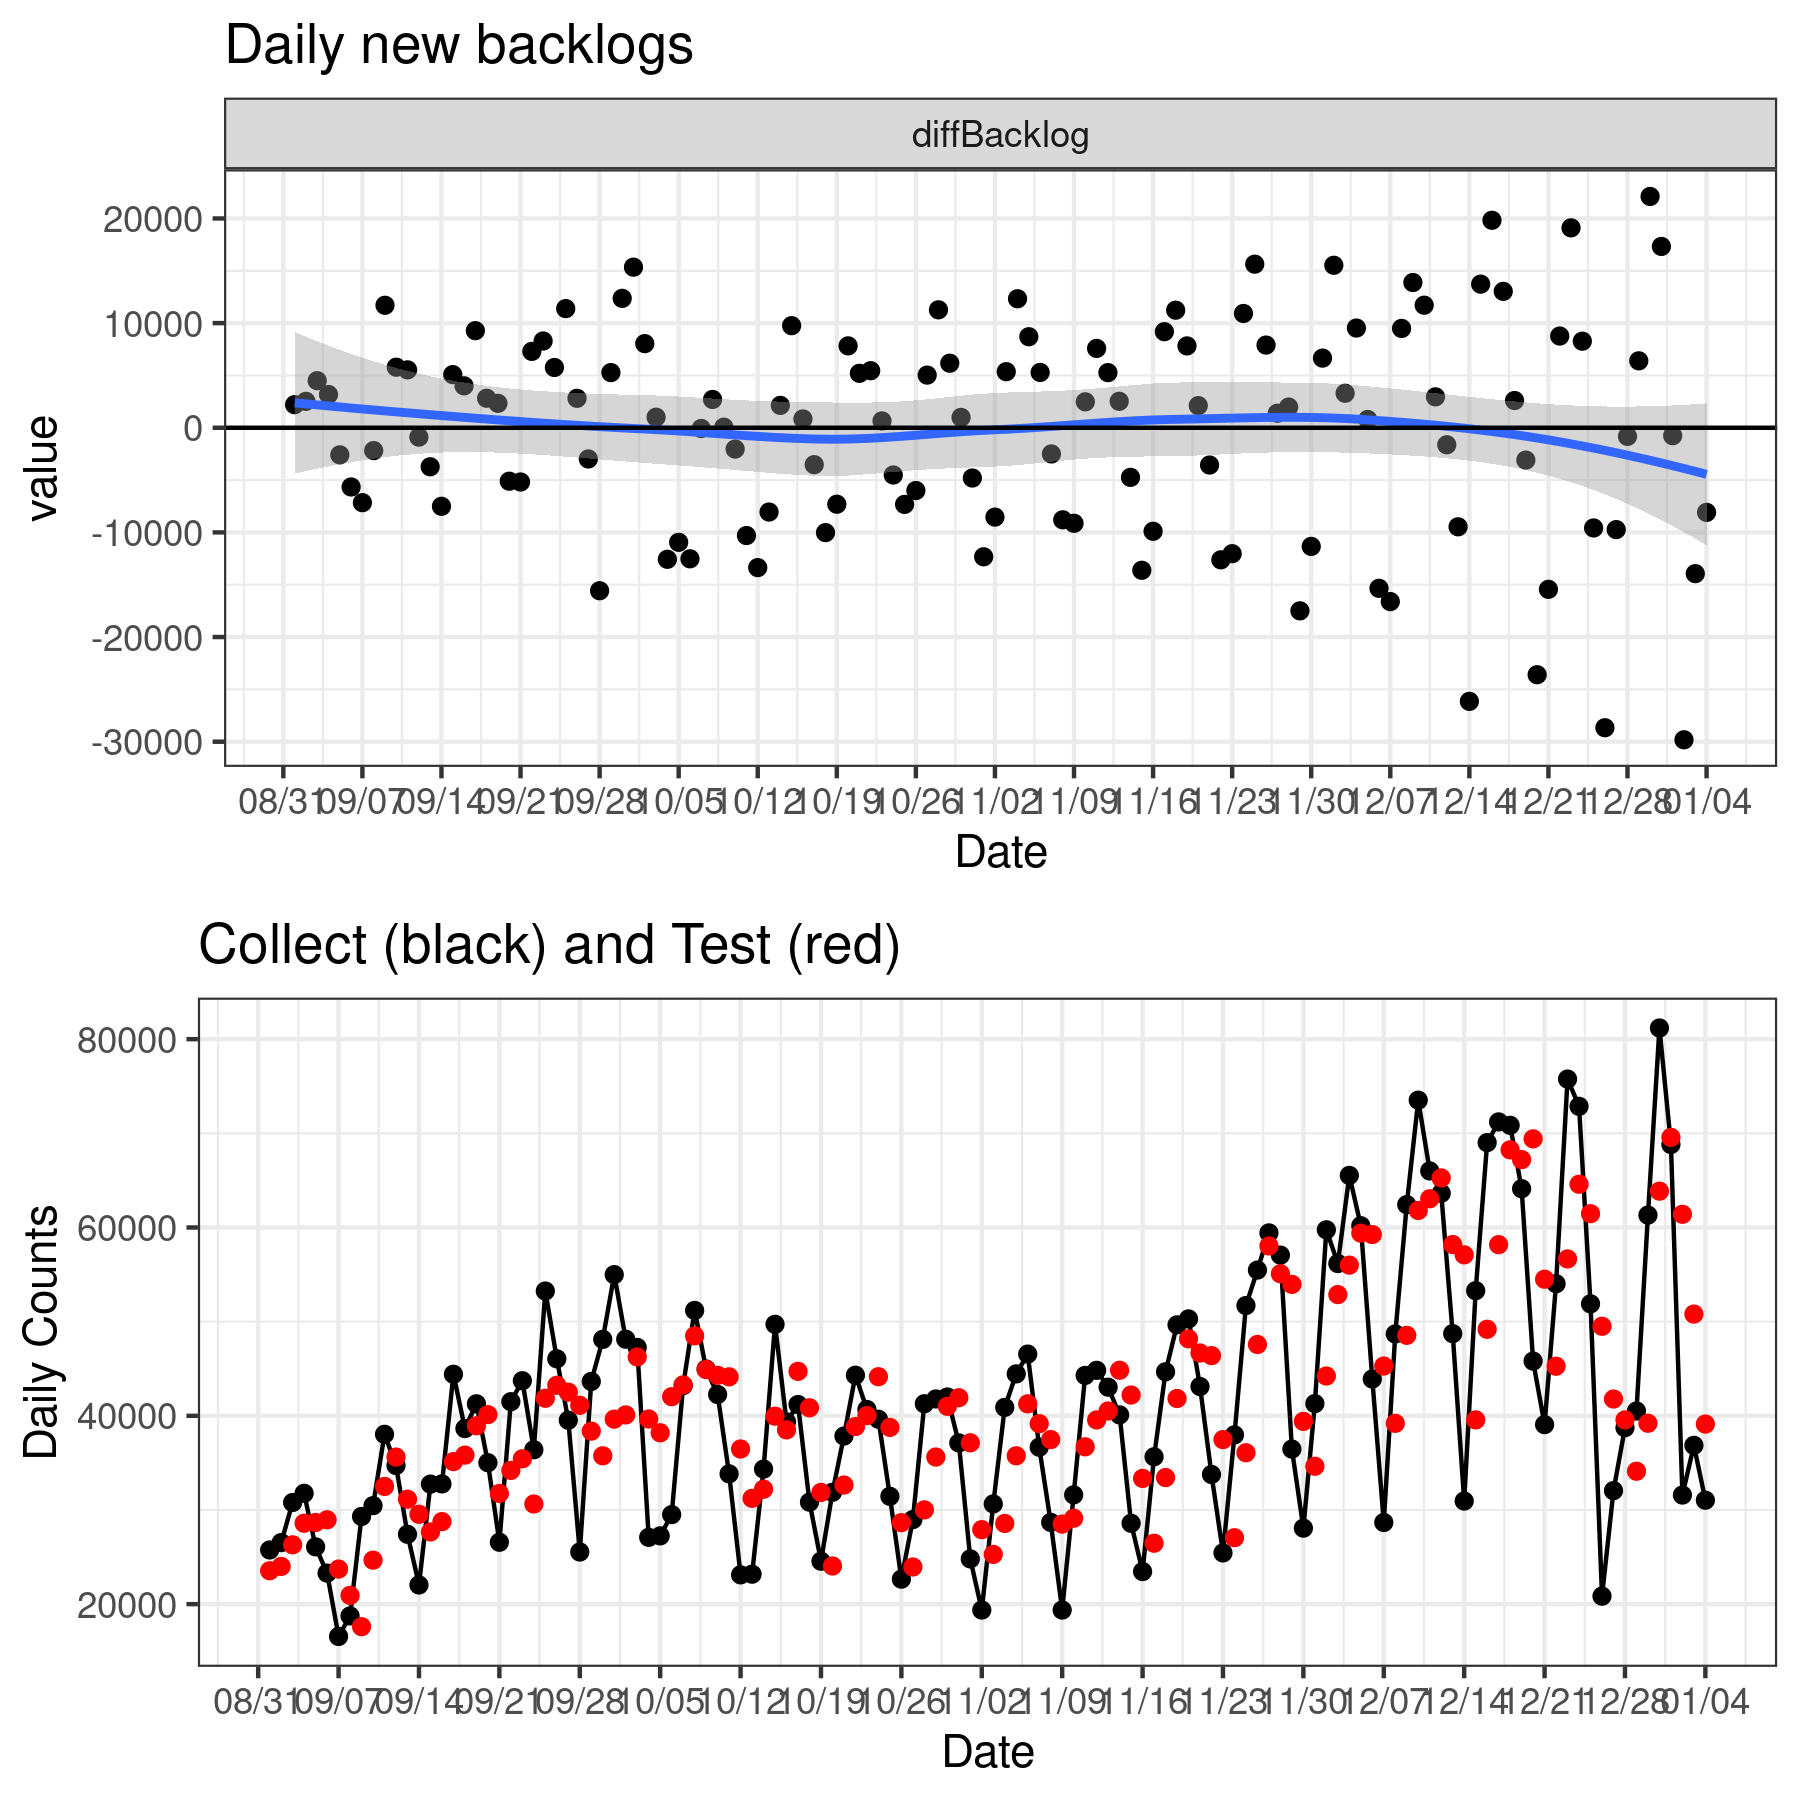 Daily new backlogs
diffBacklog
20000
10000
0
-10000
-20000
-30000
value
08/31 09/07 09/14 09/21 09/28 10/05 10/12 10/19 10/26 11/02 11/09 11/16 11/23 11/30 12/07 12/14 12/21 12/28 01/04
Date
Collect (black) and Test (red)
80000
60000
40000
20000
Daily Counts
08/31 09/07 09/14 09/21 09/28 10/05 10/12 10/19 10/26 11/02 11/09 11/16 11/23 11/30 12/07 12/14 12/21 12/28 01/04
Date